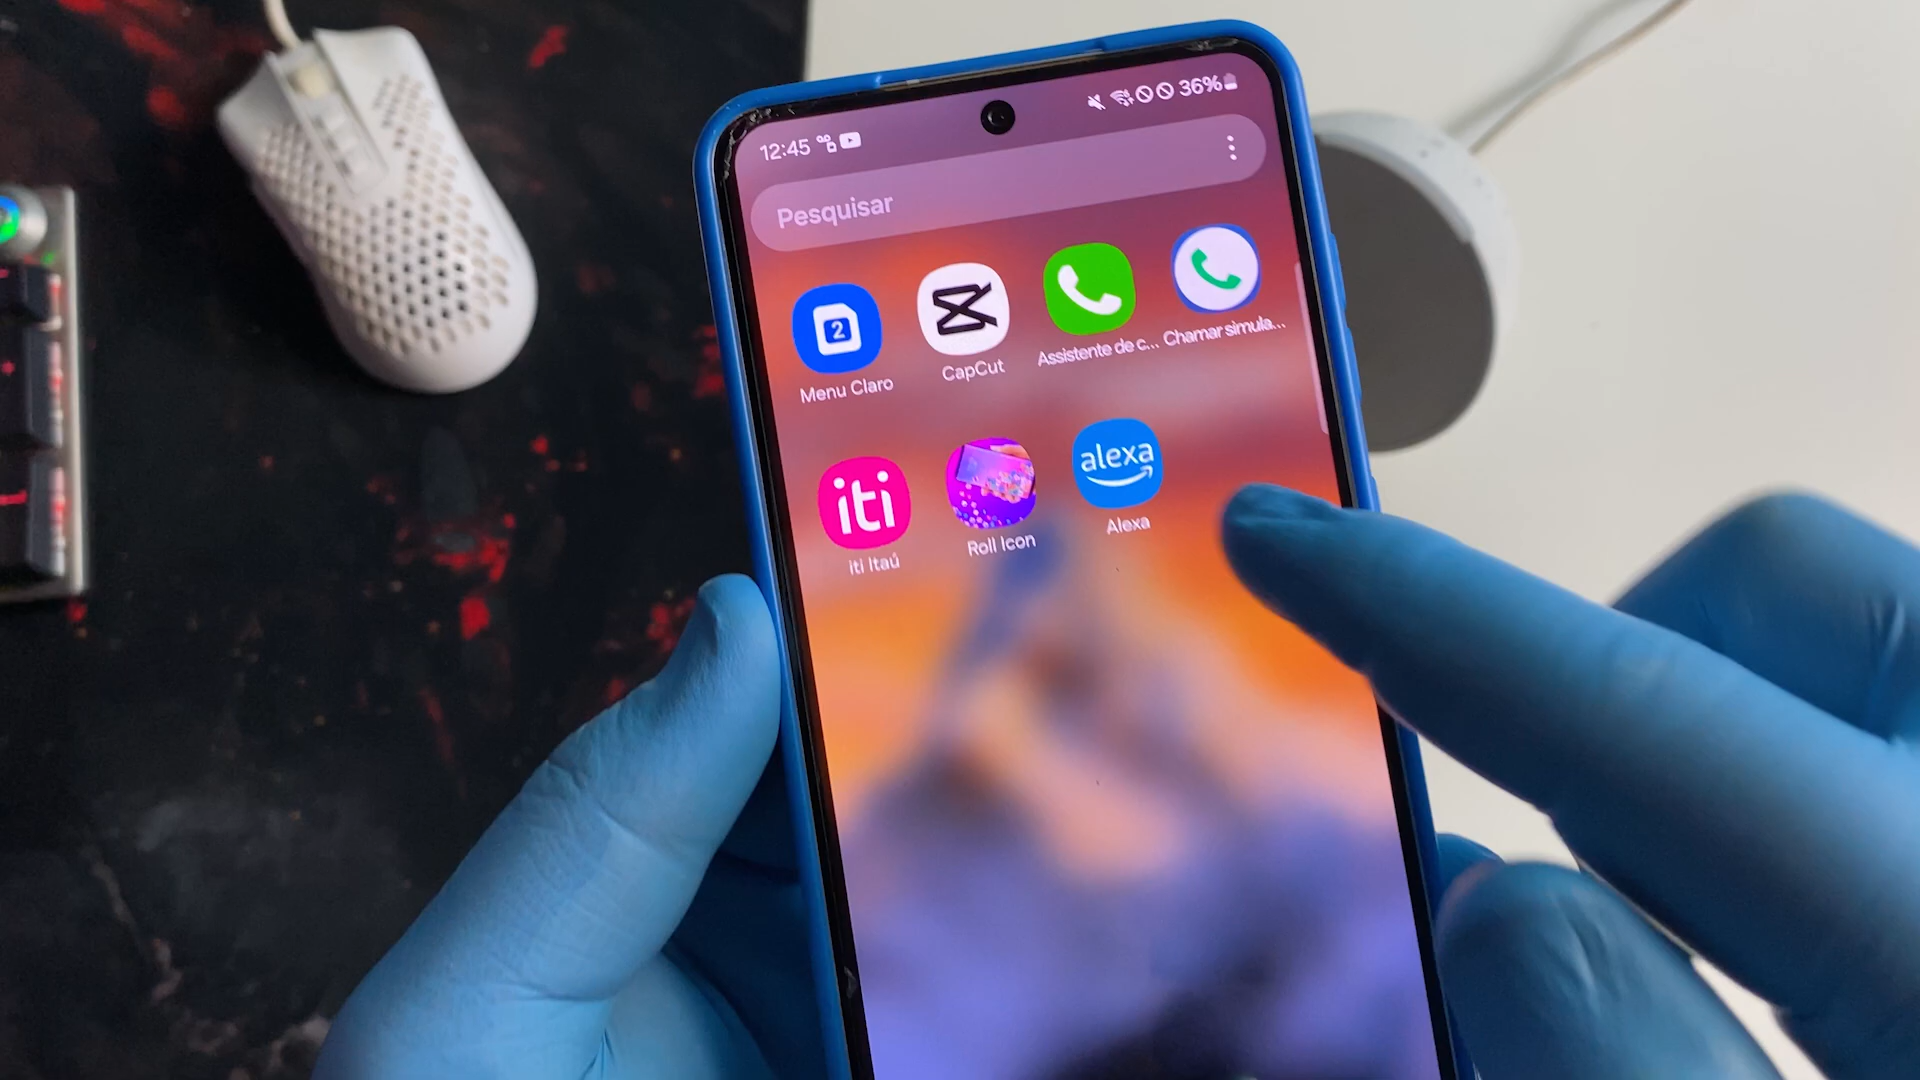 12:45
36%
Pesquisar
2
Menu Claro
CapCut
Assistente de c...
Chamar simula...
iti
iti Itaú
Roll Icon
alexa
Alexa